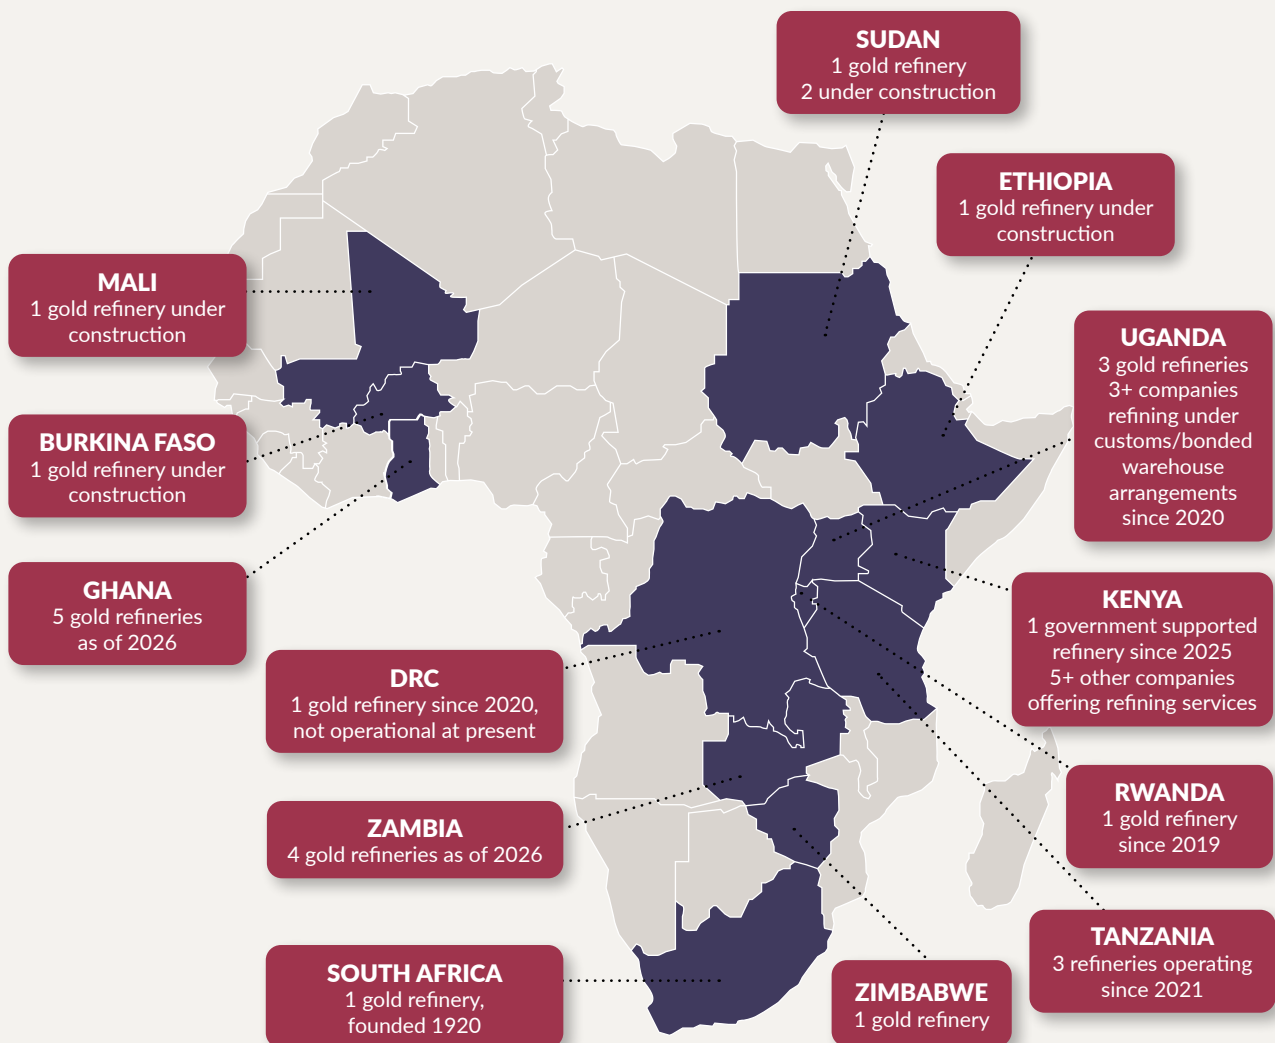 SUDAN
1 gold refinery
2 under construction
ETHIOPIA
1 gold refinery under
construction
MALI
1 gold refinery under
construction
UGANDA
3 gold refineries
3+ companies
refining under
customs/bonded
warehouse
arrangements
since 2020
BURKINA FASO
1 gold refinery under
construction
GHANA
5 gold refineries
as of 2026
KENYA
1 government supported
refinery since 2025
5+ other companies
offering refining services
DRC
1 gold refinery since 2020,
not operational at present
RWANDA
1 gold refinery
since 2019
ZAMBIA
4 gold refineries as of 2026
TANZANIA
3 refineries operating
since 2021
SOUTH AFRICA
1 gold refinery,
founded 1920
ZIMBABWE
1 gold refinery